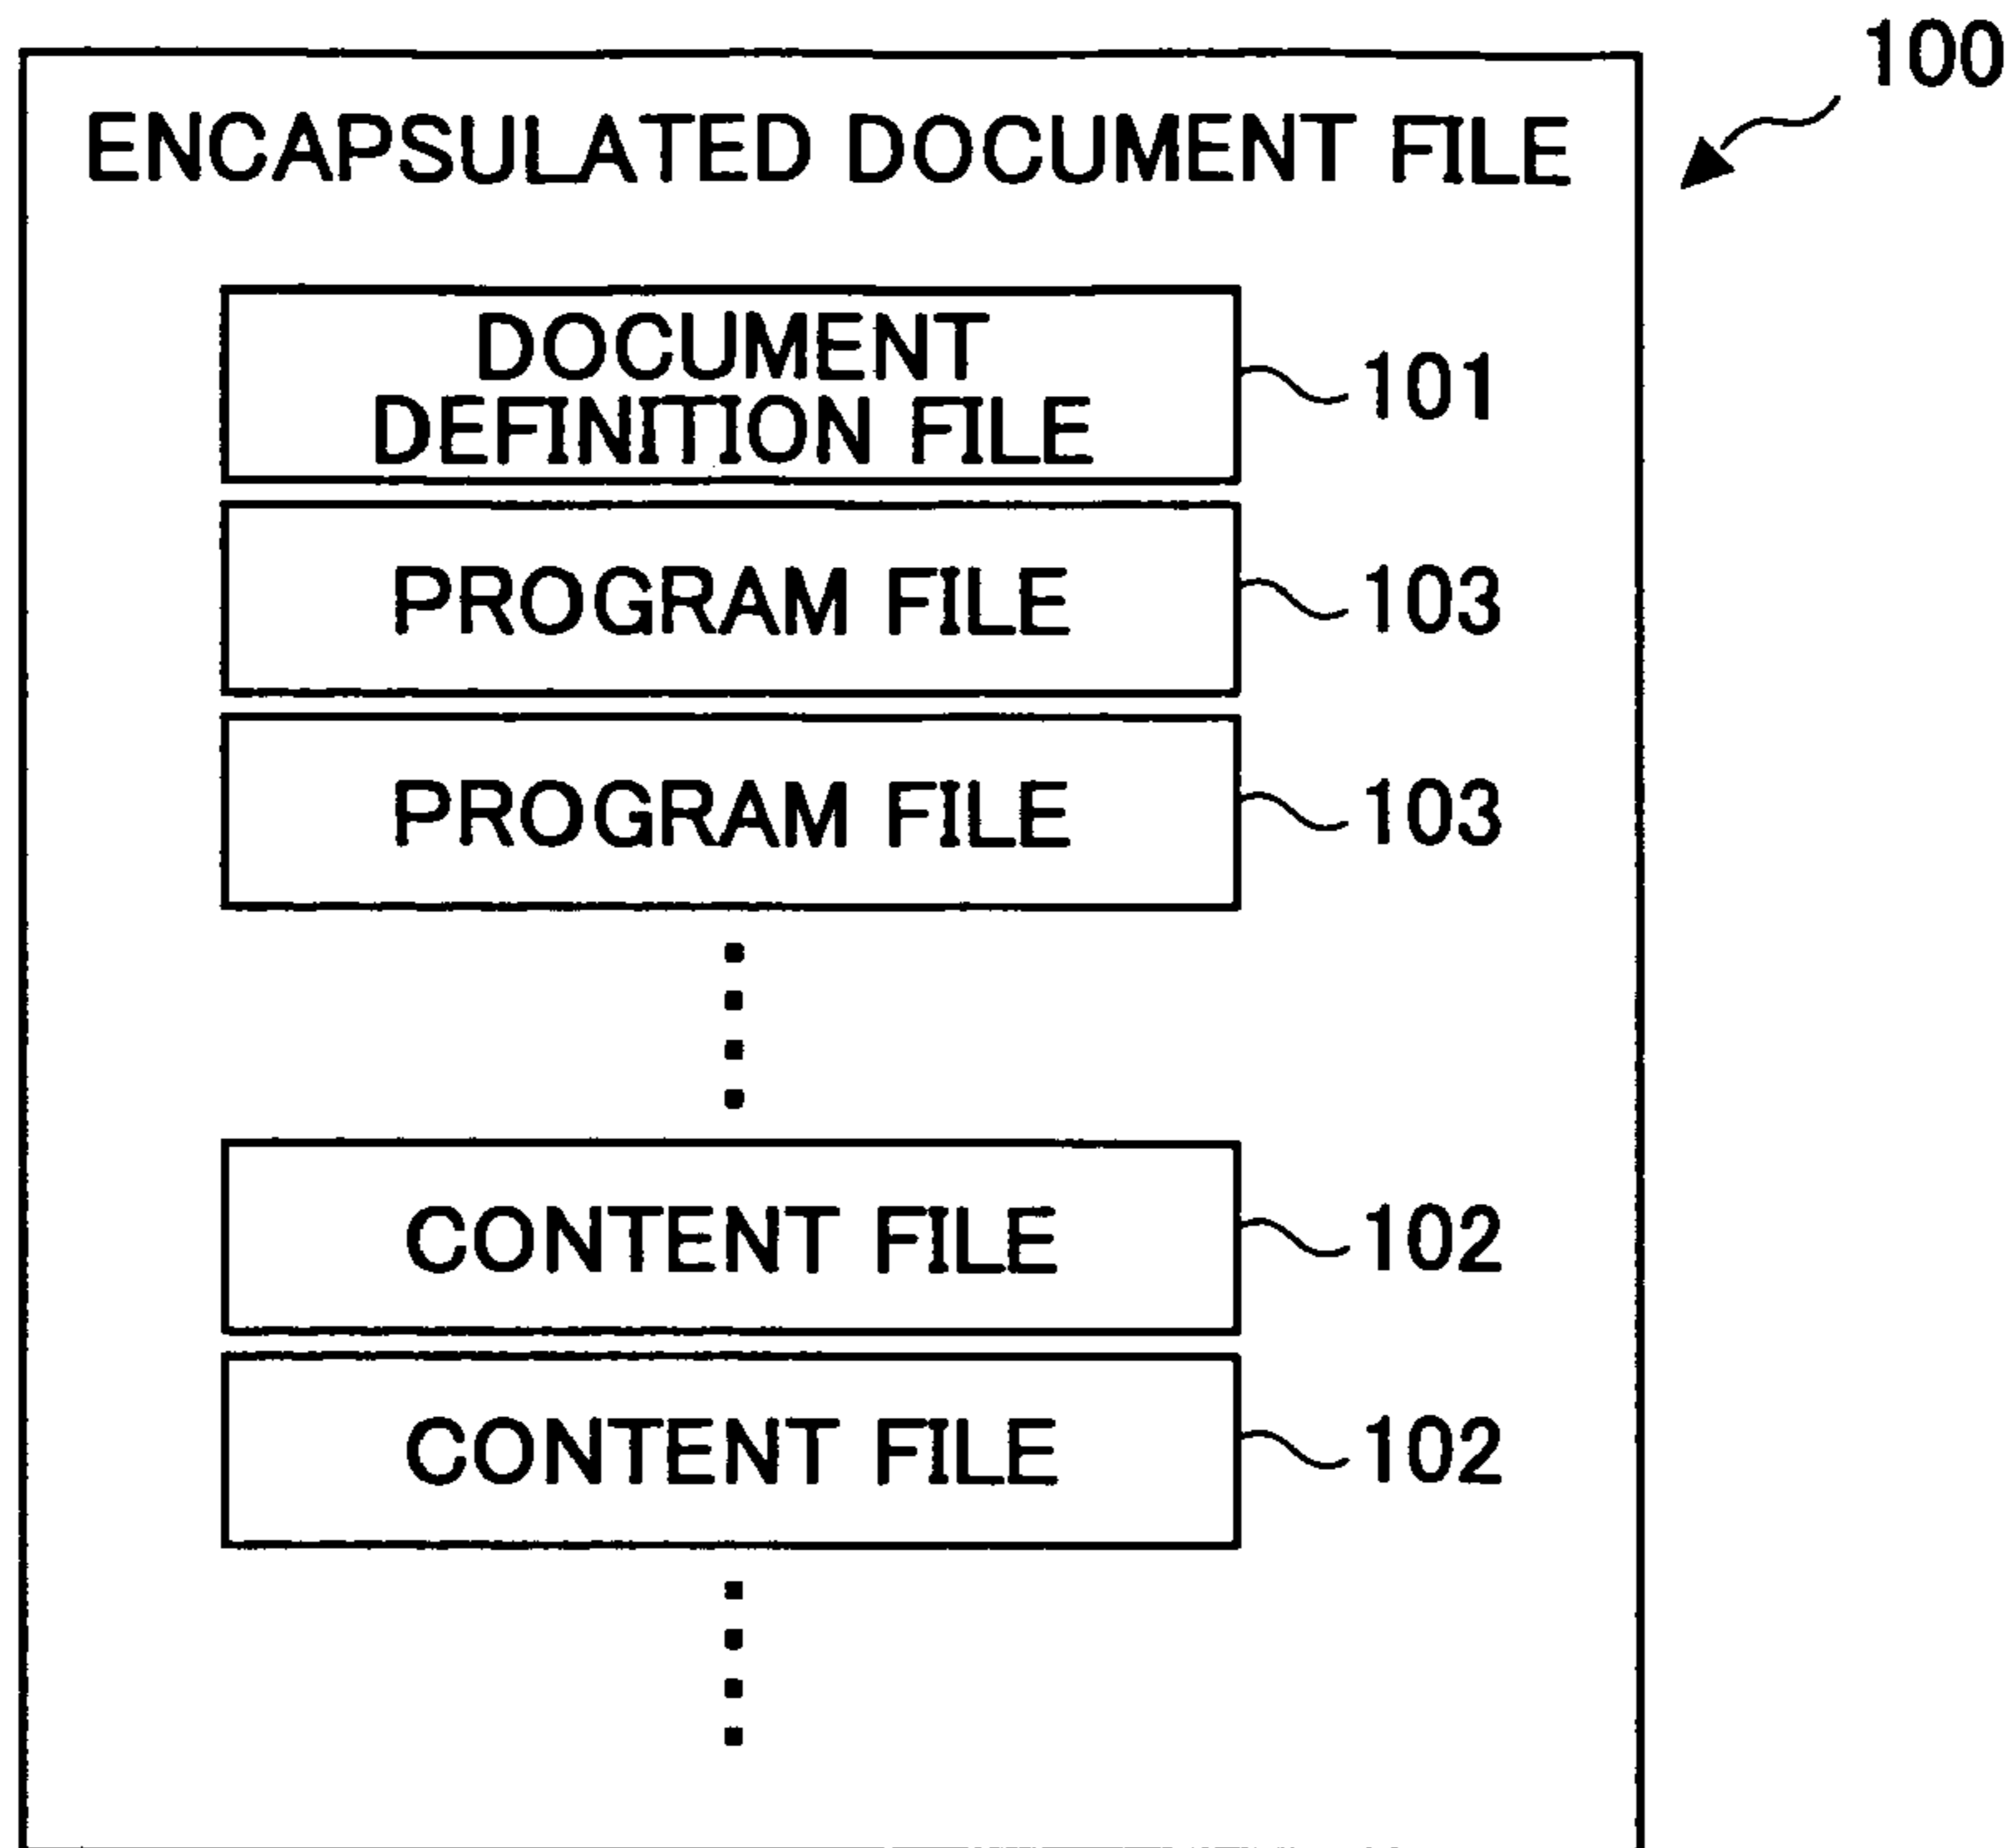 100
ENCAPSULATED DOCUMENT FILE
DOCUMENT
DEFINITION FILE
101
PROGRAM FILE
103
PROGRAM FILE
103
CONTENT FILE
102
CONTENT FILE
102